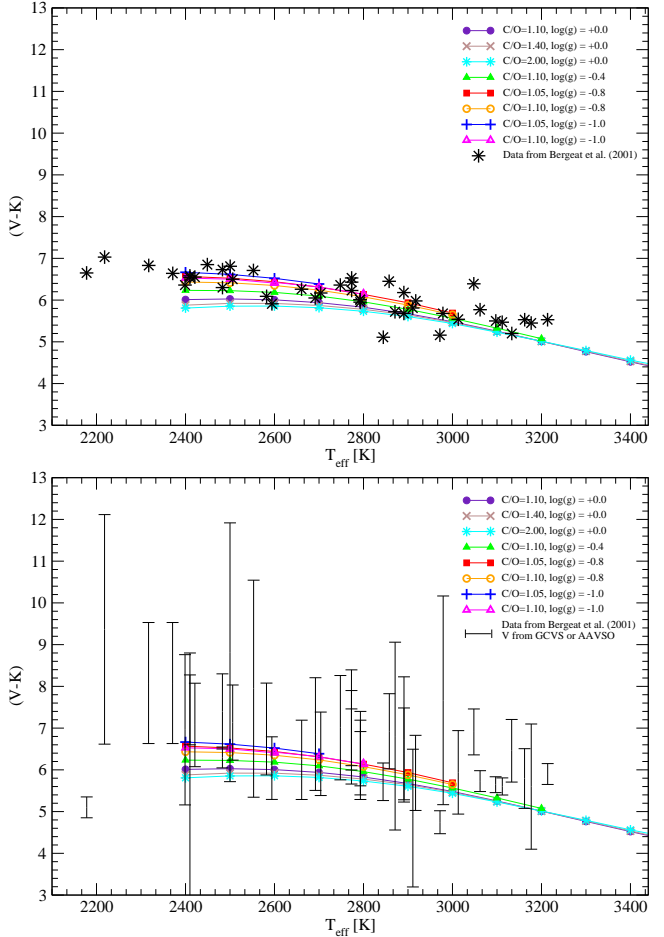 13
12
11
10
9
8
7
6
5
4
3
(V-K)
C/O=1.10, log(g) = +0.0
C/O=1.40, log(g) = +0.0
C/O=2.00, log(g) = +0.0
C/O=1.10, log(g) = -0.4
C/O=1.05, log(g) = -0.8
C/O=1.10, log(g) = -0.8
C/O=1.05, log(g) = -1.0
C/O=1.10, log(g) = -1.0
Data from Bergeat et al. (2001)
2200 2400 2600 2800 3000 3200 3400
T_eff [K]
13
12
11
10
9
8
7
6
5
4
3
(V-K)
C/O=1.10, log(g) = +0.0
C/O=1.40, log(g) = +0.0
C/O=2.00, log(g) = +0.0
C/O=1.10, log(g) = -0.4
C/O=1.05, log(g) = -0.8
C/O=1.10, log(g) = -0.8
C/O=1.05, log(g) = -1.0
C/O=1.10, log(g) = -1.0
Data from Bergeat et al. (2001)
V from GCVS or AAVSO
2200 2400 2600 2800 3000 3200 3400
T_eff [K]